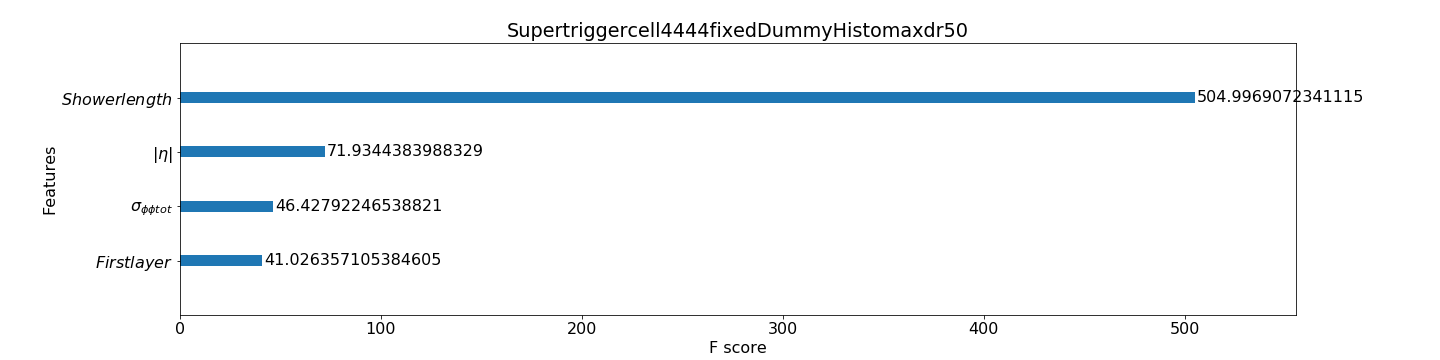 Supertriggercell4444fixedDummyHistomaxdr50
Features
Showerlength 504.9969072341115
|η| 71.9344383988329
σϕϕtot 46.42792246538821
Firstlayer 41.026357105384605
0 100 200 300 400 500
F score